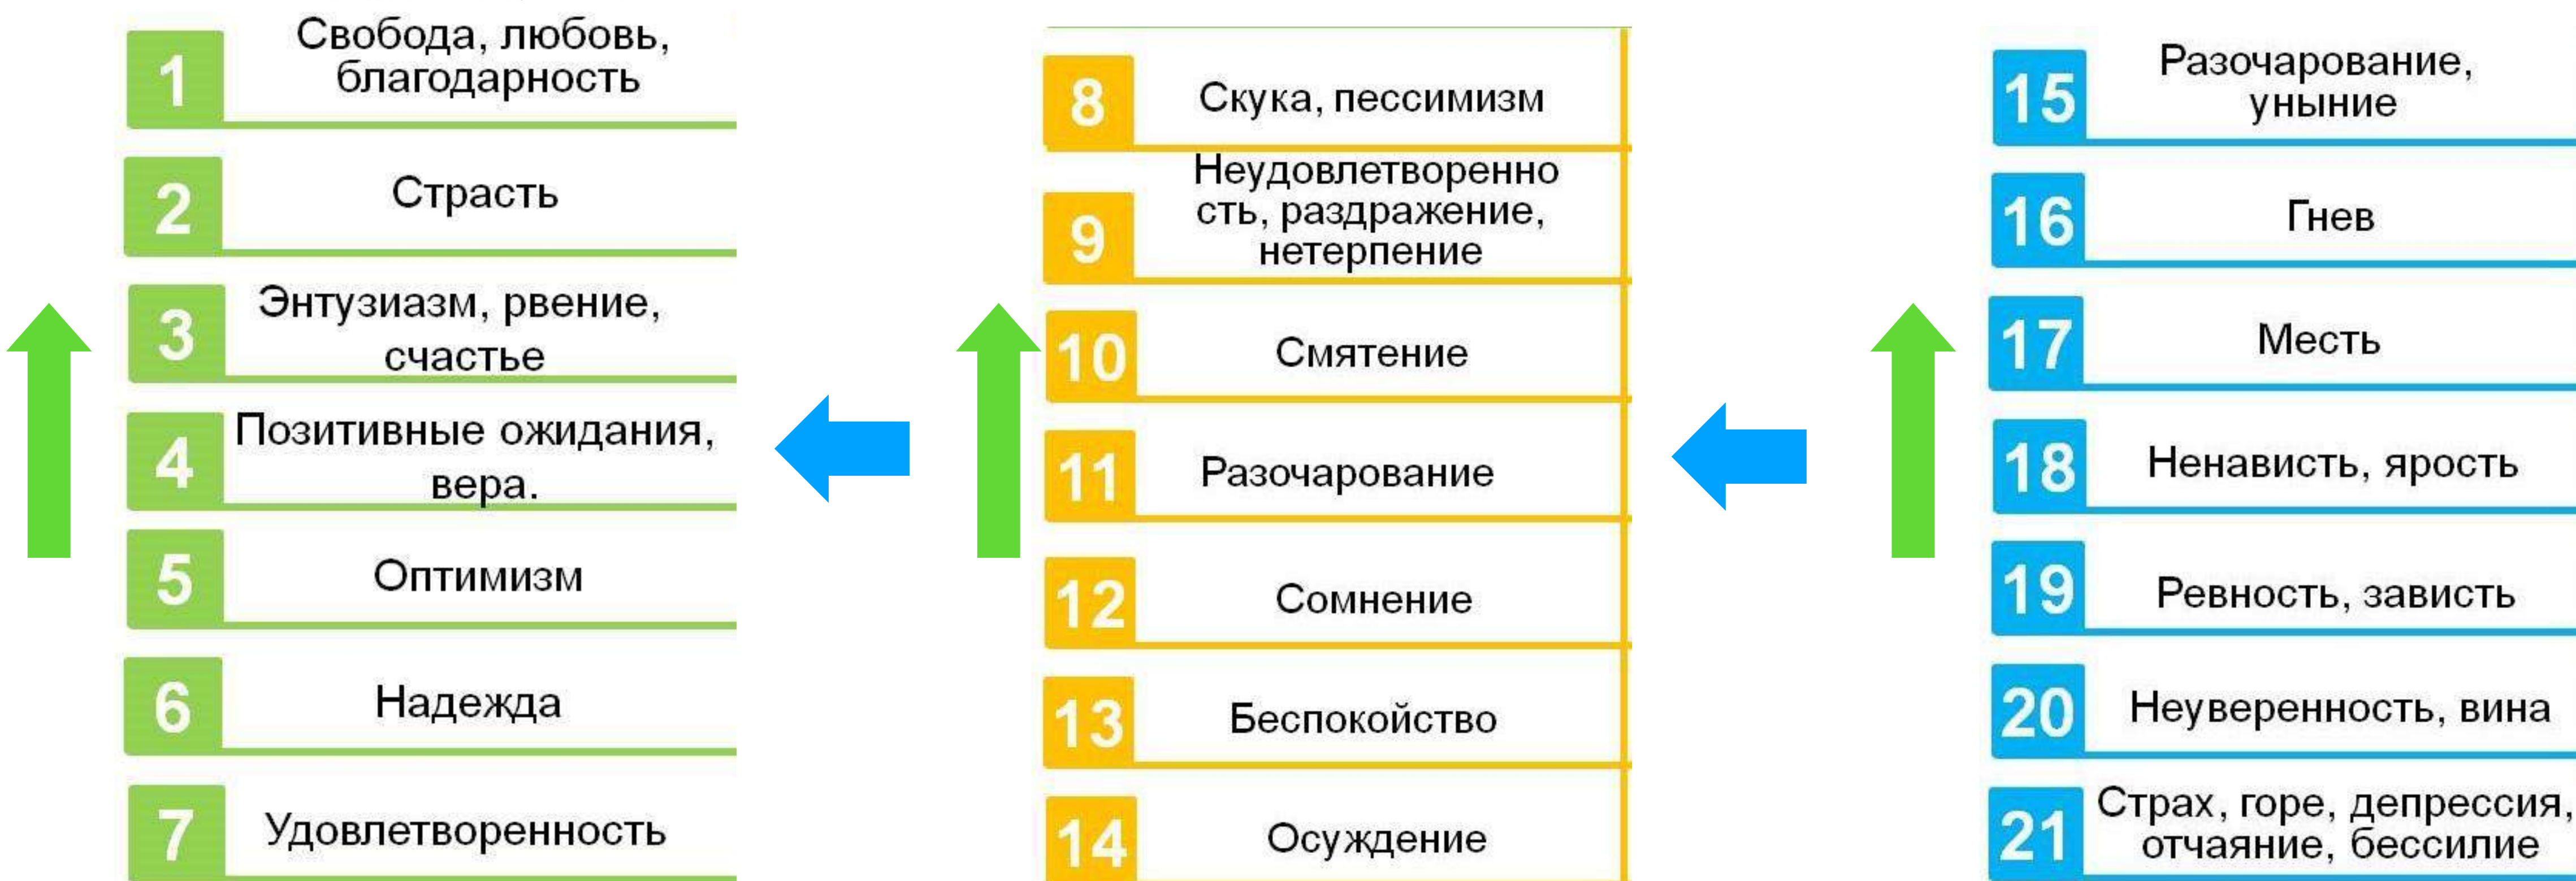 1
Свобода, любовь,
благодарность
2
Страсть
3
Энтузиазм, рвение,
счастье
4
Позитивные ожидания,
вера.
5
Оптимизм
6
Надежда
7
Удовлетворенность
8
Скука, пессимизм
9
Неудовлетворенно
сть, раздражение,
нетерпение
10
Смятение
11
Разочарование
12
Сомнение
13
Беспокойство
14
Осуждение
15
Разочарование,
уныние
16
Гнев
17
Месть
18
Ненависть, ярость
19
Ревность, зависть
20
Неуверенность, вина
21
Страх, горе, депрессия,
отчаяние, бессилие